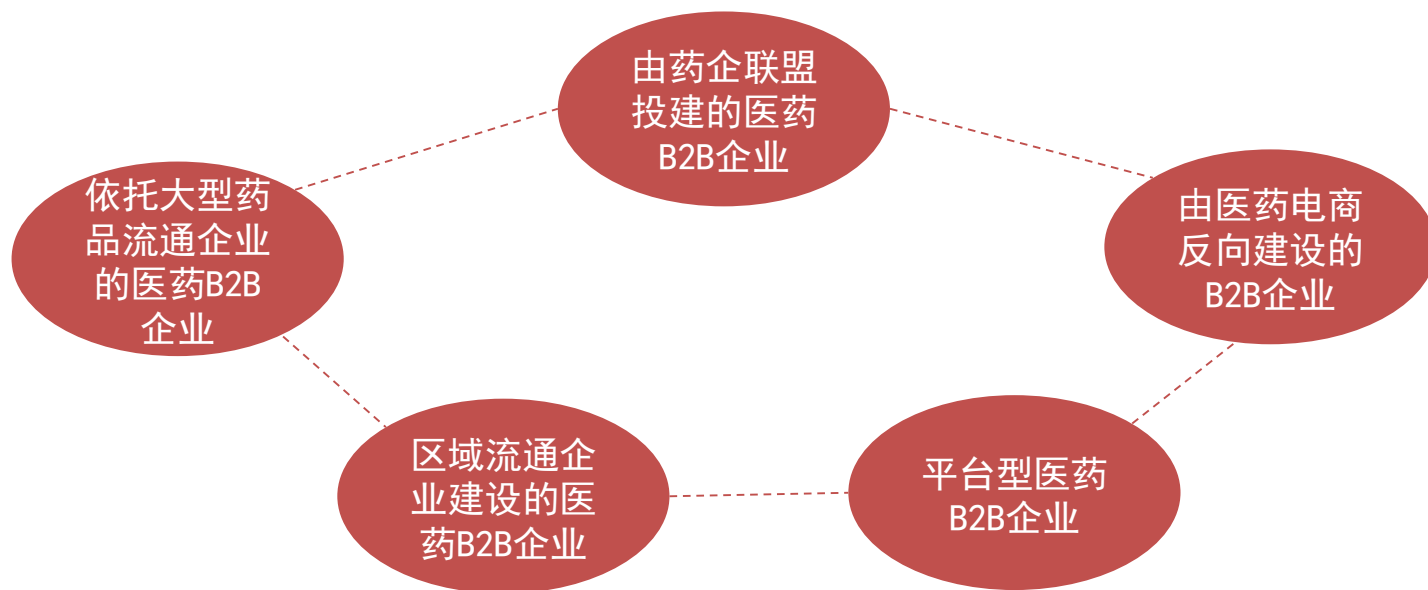 由药企联盟
投建的医药
B2B企业
依托大型药
品流通企业
的医药B2B
企业
由医药电商
反向建设的
B2B企业
区域流通企
业建设的医
药B2B企业
平台型医药
B2B企业